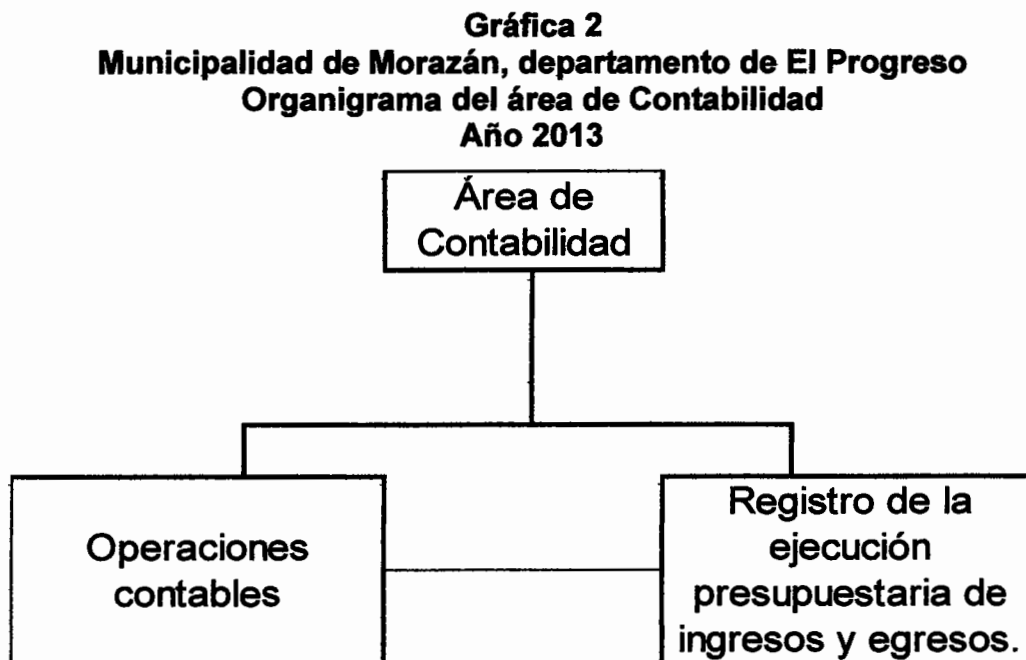 Gráfica 2
Municipalidad de Morazán, departamento de El Progreso
Organigrama del área de Contabilidad
Año 2013
Área de
Contabilidad
Operaciones
contables
Registro de la
ejecución
presupuestaria de
ingresos y egresos.